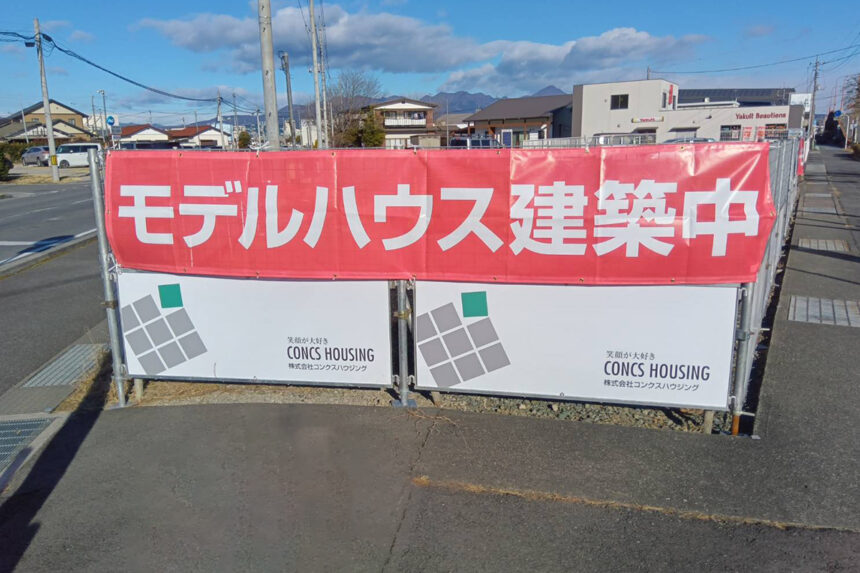 Yakult
Yakult Beautiens
モデルハウス建築中
笑顔が大好き
CONCS HOUSING
株式会社コンクスハウジング
笑顔が大好き
CONCS HOUSING
株式会社コンクスハウジング